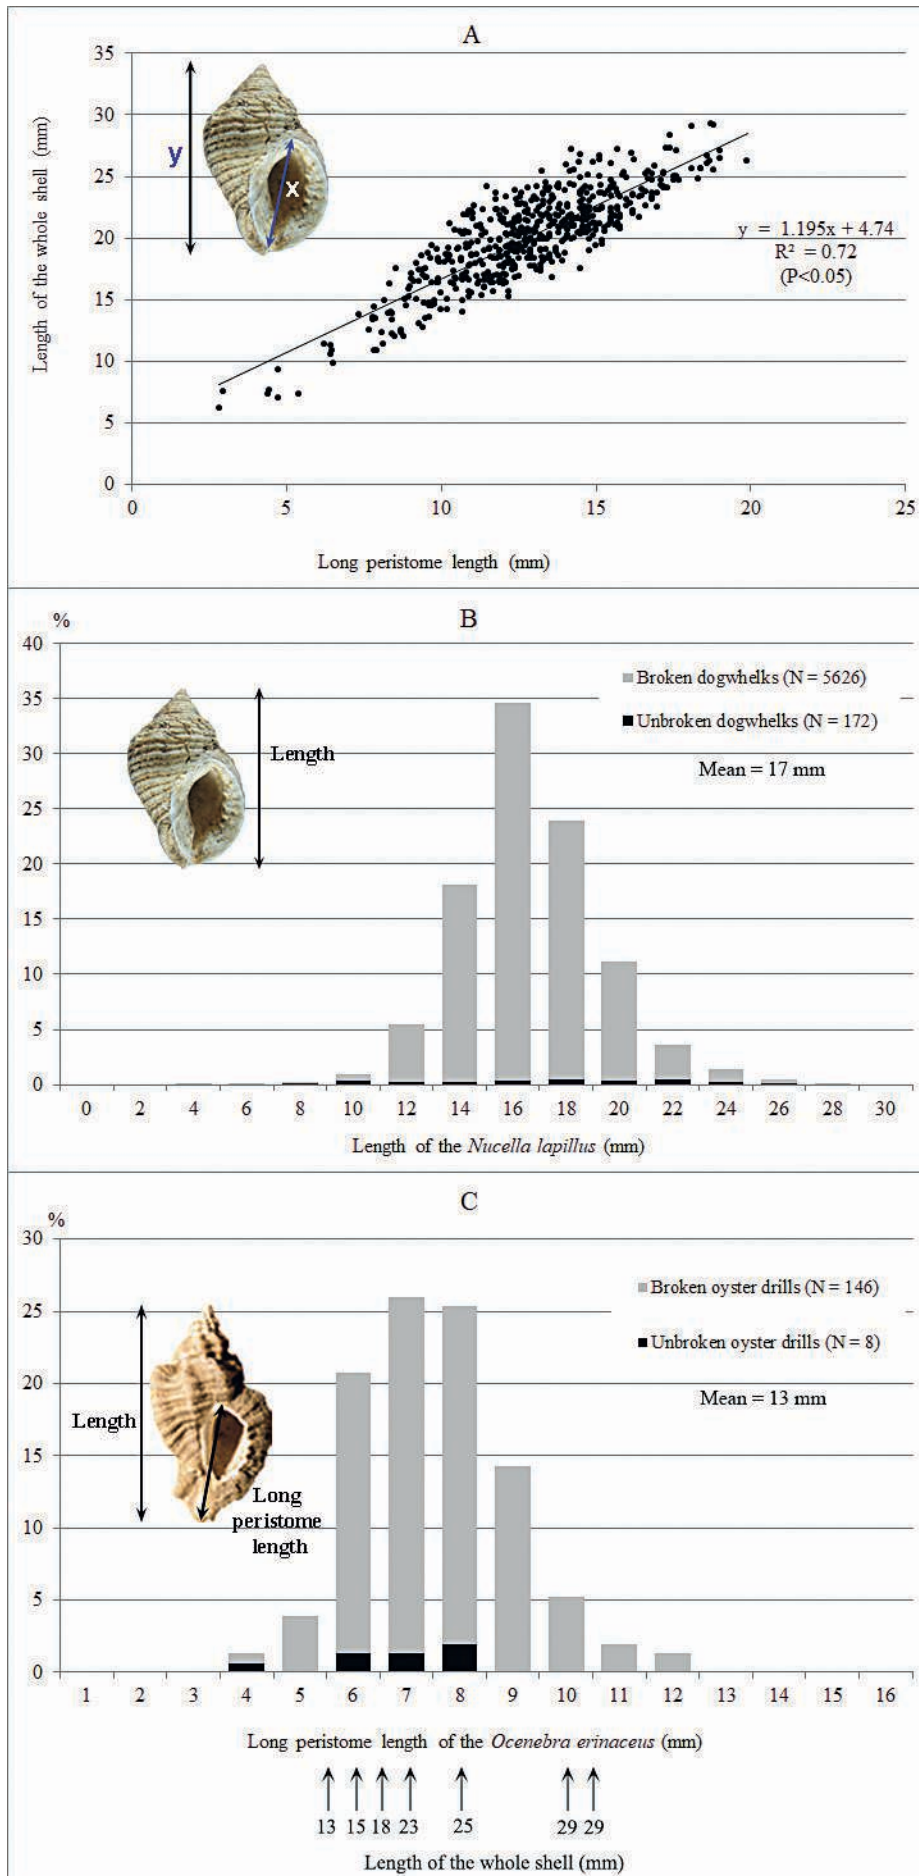 A
35
30
25
20
15
10
5
0
Length of the whole shell (mm)
y
x
y = 1.195x + 4.74
R² = 0.72
(P<0.05)
0 5 10 15 20 25
Long peristome length (mm)
B
%
40
35
30
25
20
15
10
5
0
Length
Broken dogwhelks (N = 5626)
Unbroken dogwhelks (N = 172)
Mean = 17 mm
0 2 4 6 8 10 12 14 16 18 20 22 24 26 28 30
Length of the Nucella lapillus (mm)
C
%
30
25
20
15
10
5
0
Length
Long
peristome
length
Broken oyster drills (N = 146)
Unbroken oyster drills (N = 8)
Mean = 13 mm
1 2 3 4 5 6 7 8 9 10 11 12 13 14 15 16
Long peristome length of the Ocenebra erinaceus (mm)
13 15 18 23 25 29 29
Length of the whole shell (mm)